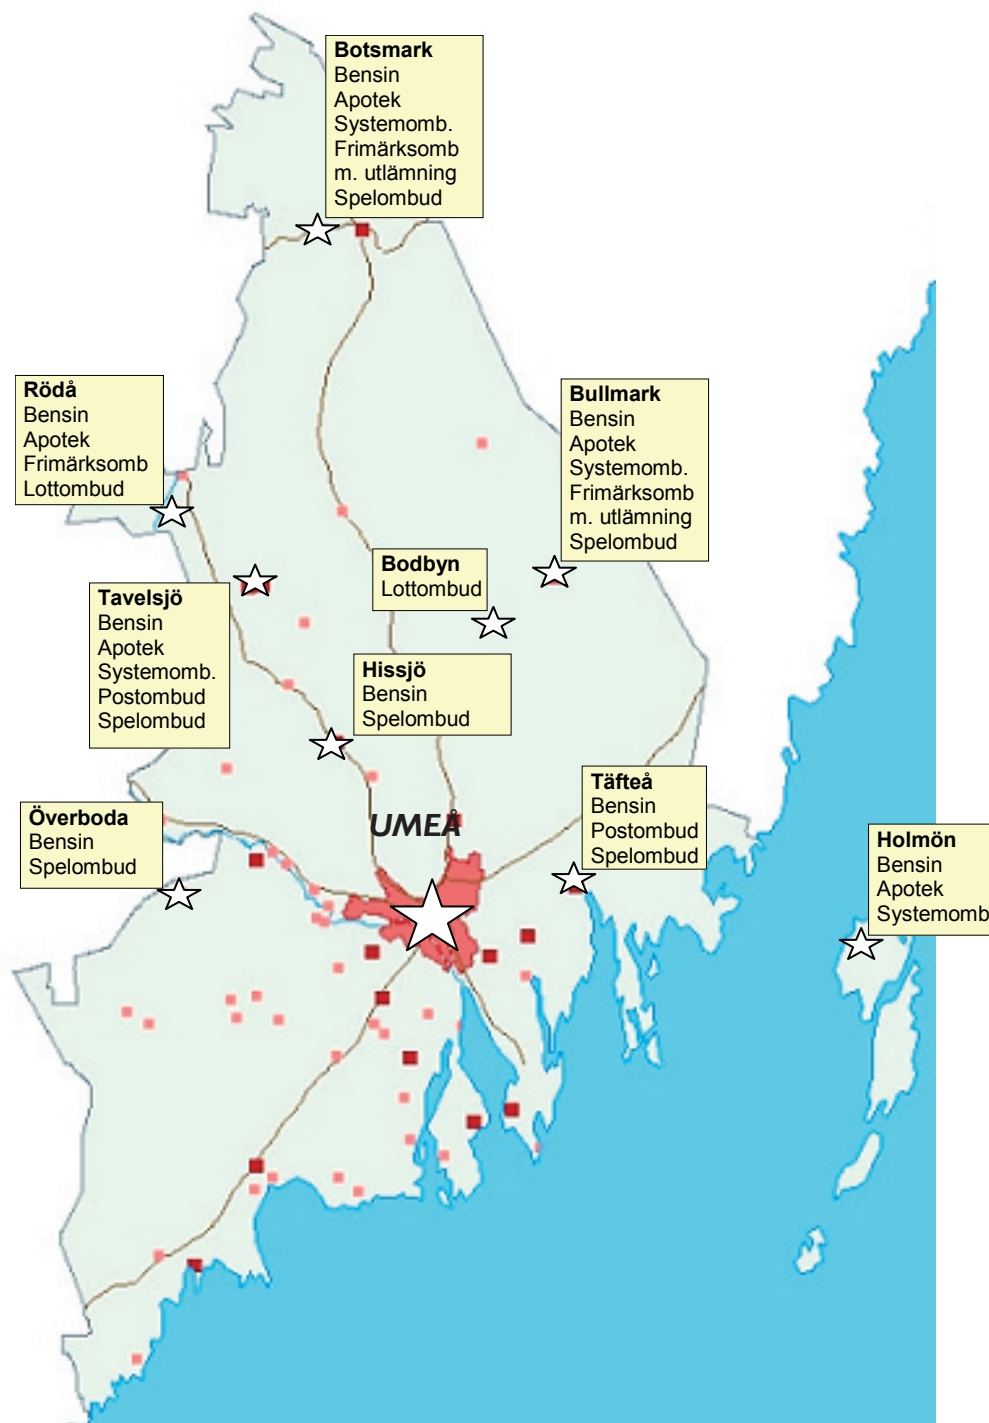 Botsmark
Bensin
Apotek
Systemomb.
Frimärksomb
m. utlämning
Spelombud
Rödå
Bensin
Apotek
Frimärksomb
Lottombud
Bullmark
Bensin
Apotek
Systemomb.
Frimärksomb
m. utlämning
Spelombud
Bodbyn
Lottombud
Tavelsjö
Bensin
Apotek
Systemomb.
Postombud
Spelombud
Hissjö
Bensin
Spelombud
Täfteå
Bensin
Postombud
Spelombud
UMEÅ
Överboda
Bensin
Spelombud
Holmön
Bensin
Apotek
Systemomb